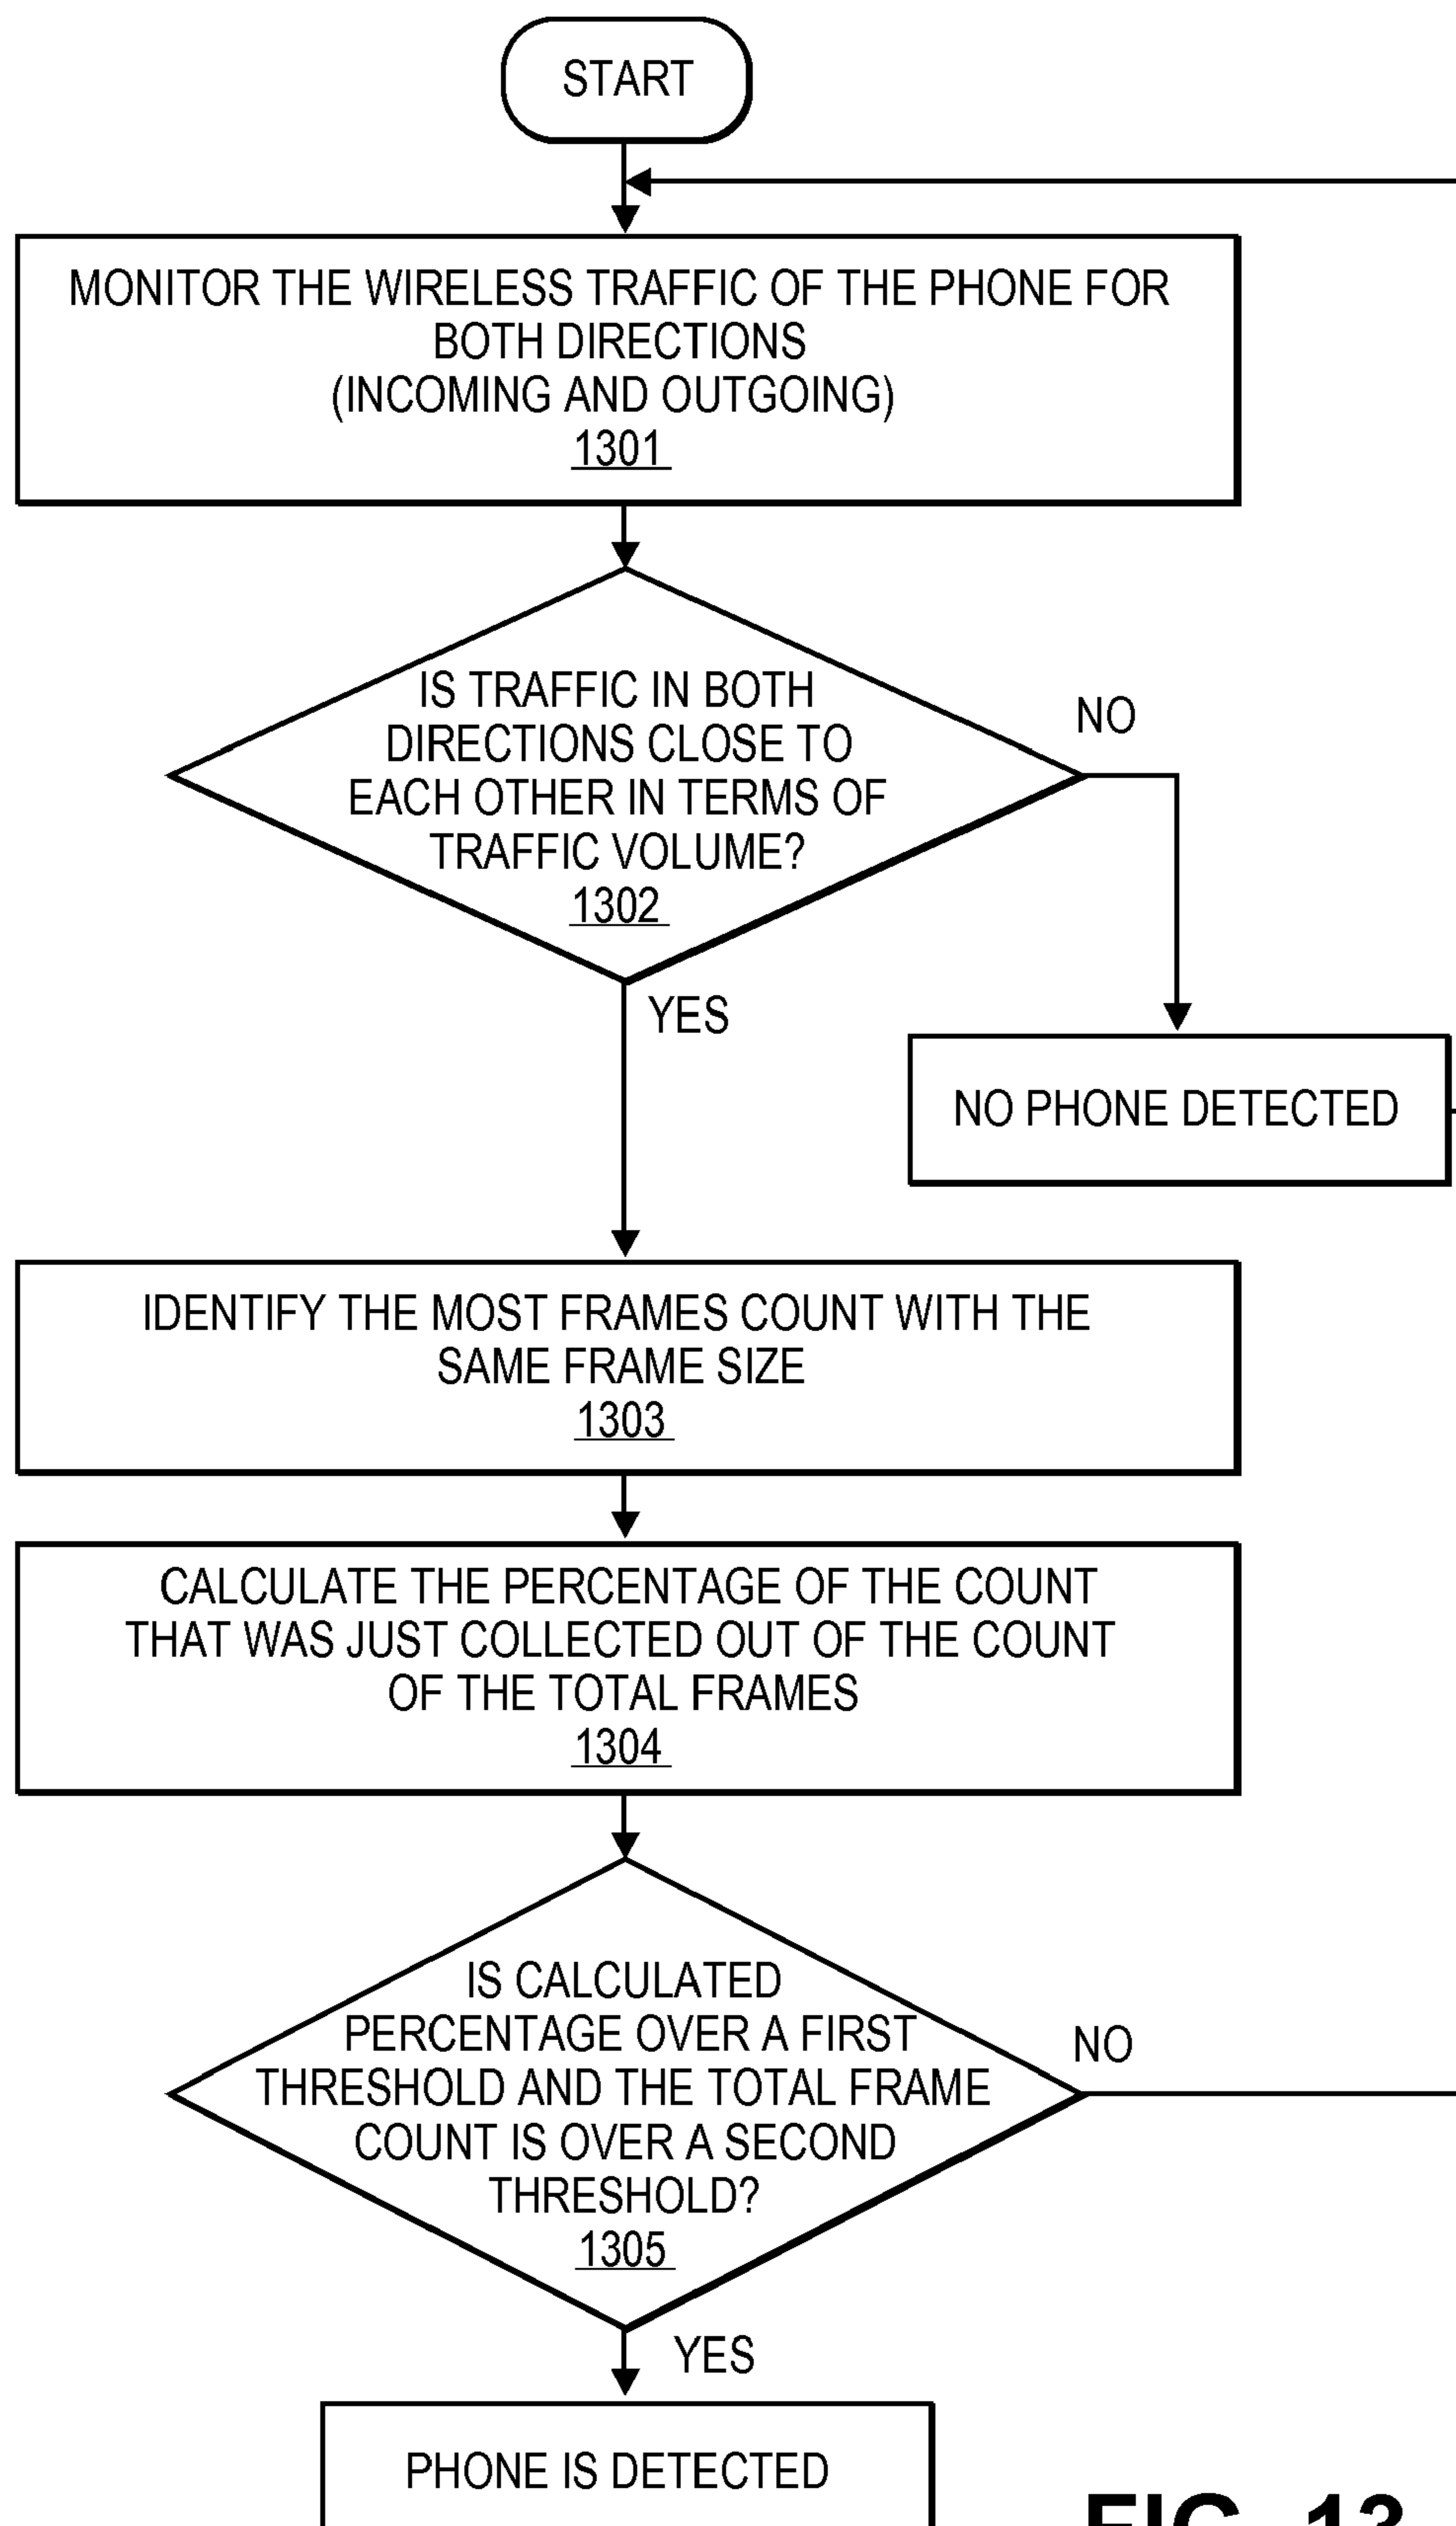 START
MONITOR THE WIRELESS TRAFFIC OF THE PHONE FOR
BOTH DIRECTIONS
(INCOMING AND OUTGOING)
1301
IS TRAFFIC IN BOTH
DIRECTIONS CLOSE TO
EACH OTHER IN TERMS OF
TRAFFIC VOLUME?
1302
NO
YES
NO PHONE DETECTED
IDENTIFY THE MOST FRAMES COUNT WITH THE
SAME FRAME SIZE
1303
CALCULATE THE PERCENTAGE OF THE COUNT
THAT WAS JUST COLLECTED OUT OF THE COUNT
OF THE TOTAL FRAMES
1304
IS CALCULATED
PERCENTAGE OVER A FIRST
THRESHOLD AND THE TOTAL FRAME
COUNT IS OVER A SECOND
THRESHOLD?
1305
NO
YES
PHONE IS DETECTED
FIG. 13